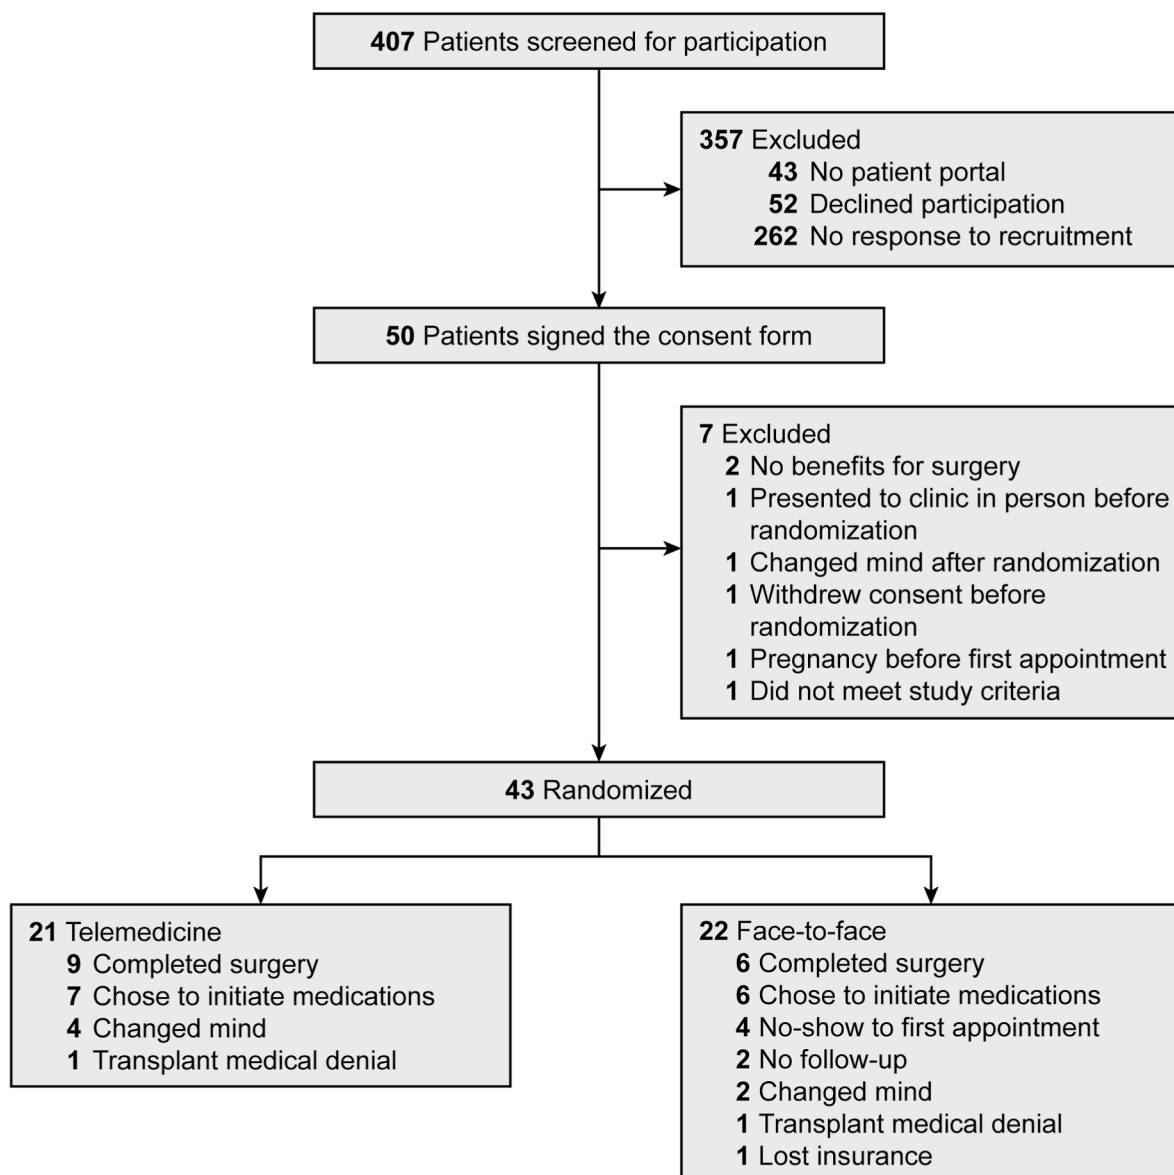 407 Patients screened for participation
357 Excluded
43 No patient portal
52 Declined participation
262 No response to recruitment
50 Patients signed the consent form
7 Excluded
2 No benefits for surgery
1 Presented to clinic in person before
randomization
1 Changed mind after randomization
1 Withdrew consent before
randomization
1 Pregnancy before first appointment
1 Did not meet study criteria
43 Randomized
21 Telemedicine
9 Completed surgery
7 Chose to initiate medications
4 Changed mind
1 Transplant medical denial
22 Face-to-face
6 Completed surgery
6 Chose to initiate medications
4 No-show to first appointment
2 No follow-up
2 Changed mind
1 Transplant medical denial
1 Lost insurance